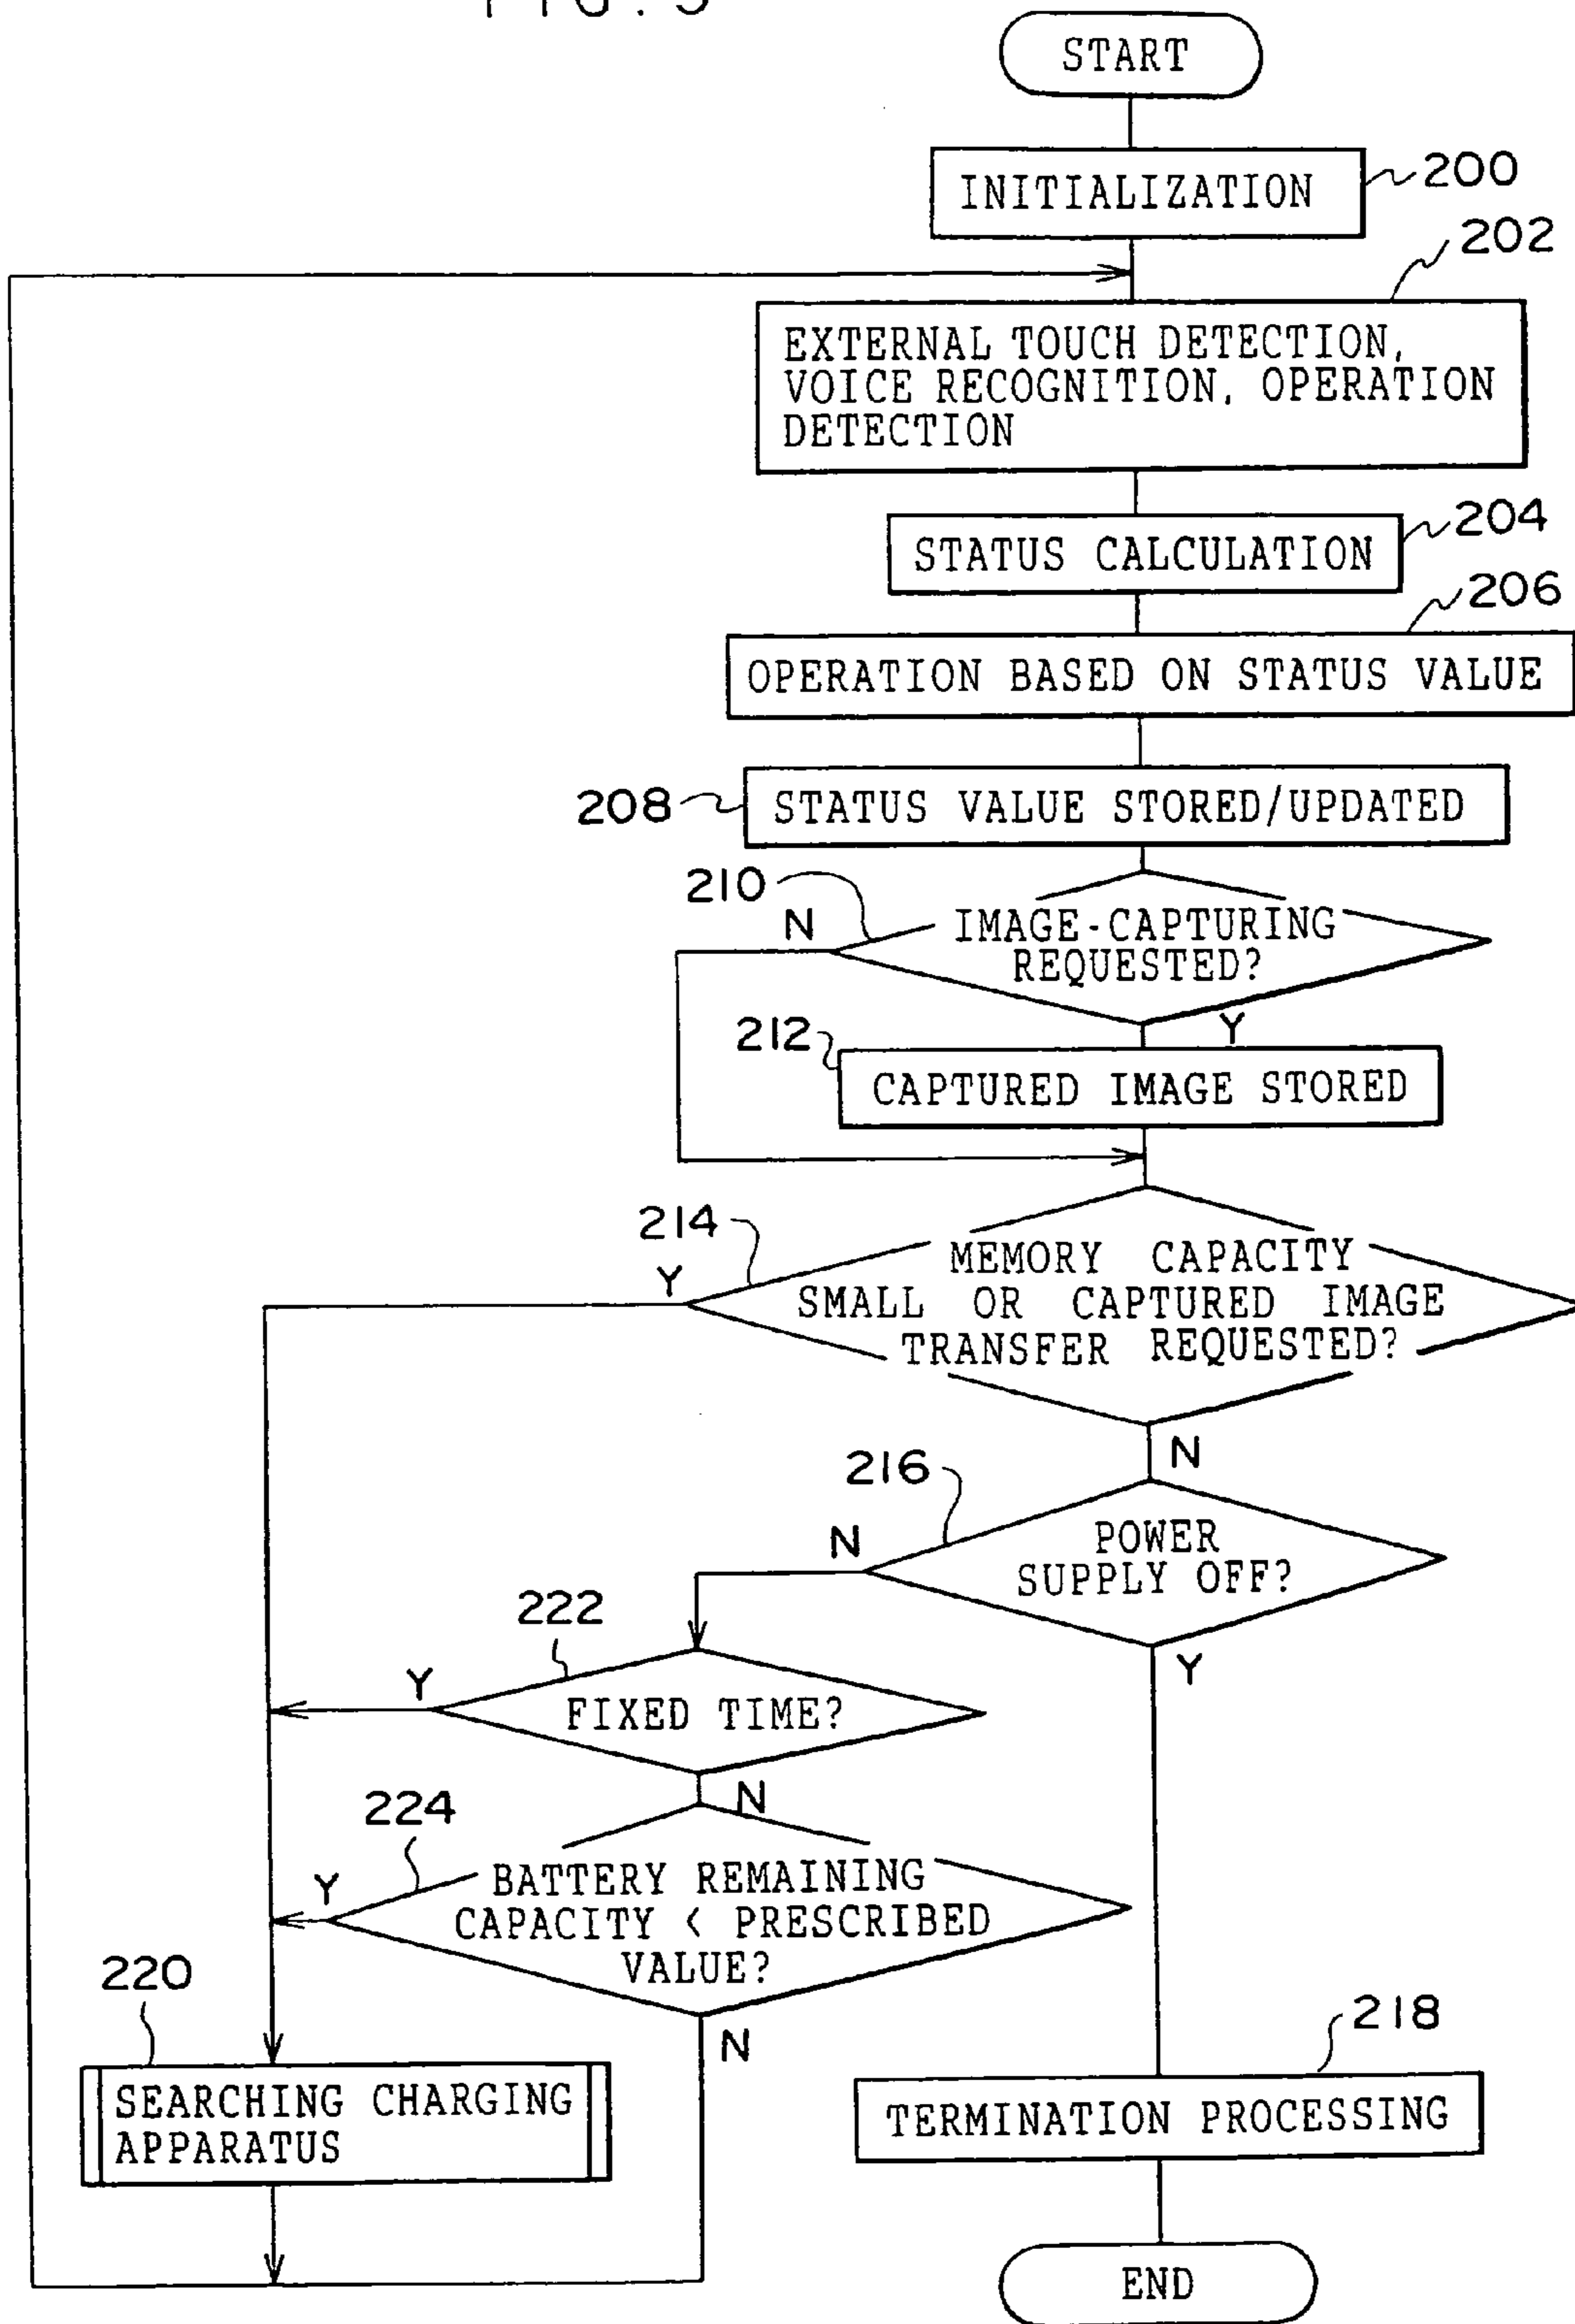 START
INITIALIZATION
200
202
EXTERNAL TOUCH DETECTION,
VOICE RECOGNITION, OPERATION
DETECTION
204
STATUS CALCULATION
206
OPERATION BASED ON STATUS VALUE
208
STATUS VALUE STORED/UPDATED
210
N
IMAGE-CAPTURING
REQUESTED?
Y
212
CAPTURED IMAGE STORED
214
Y
MEMORY CAPACITY
SMALL OR CAPTURED IMAGE
TRANSFER REQUESTED?
N
216
N
POWER
SUPPLY OFF?
Y
222
Y
FIXED TIME?
N
224
Y
BATTERY REMAINING
CAPACITY < PRESCRIBED
VALUE?
N
220
SEARCHING CHARGING
APPARATUS
218
TERMINATION PROCESSING
END